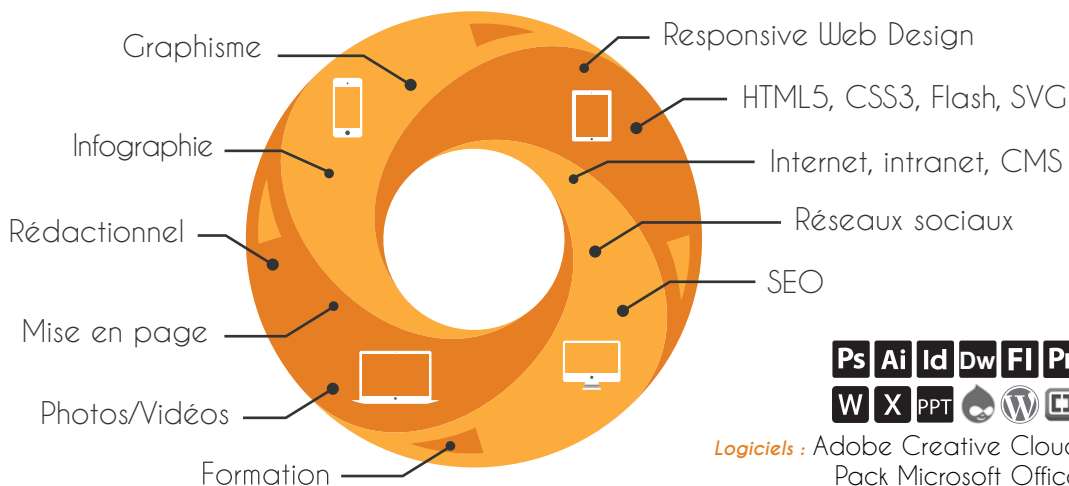 Graphisme
Infographie
Rédactionnel
Mise en page
Photos/Vidéos
Formation
Responsive Web Design
HTML5, CSS3, Flash, SVG
Internet, intranet, CMS
Réseaux sociaux
SEO
Ps Ai Id Dw Fl Pr
W X PPT
Logiciels : Adobe Creative Cloud
Pack Microsoft Office